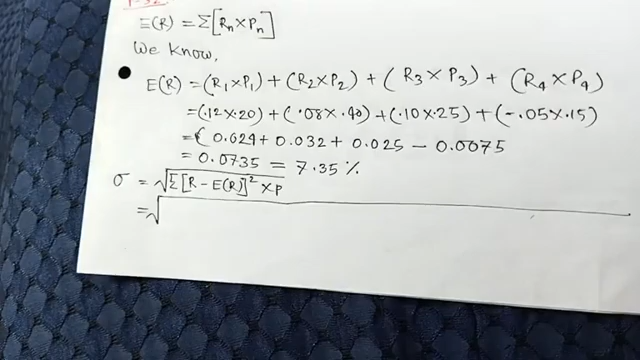 E(R) = Σ[Rn×Pn]
We know,
E(R) = (R1×P1) + (R2×P2) + (R3×P3) + (R4×P4)
= (.12×.20) + (.08×.40) + (.10×.25) + (-.05×.15)
= ( 0.024 + 0.032 + 0.025 - 0.0075
= 0.0735 = 7.35%
σ = √Σ[R-E(R)]²×P
= √